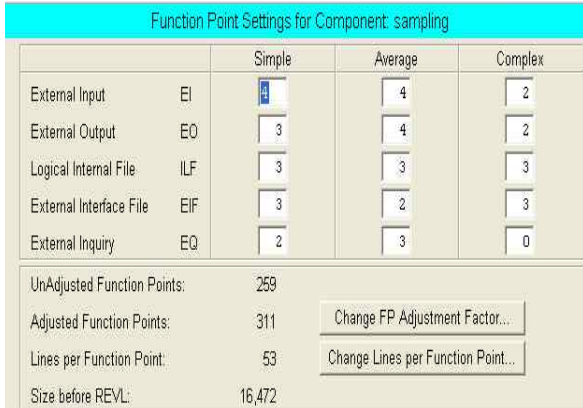 Function Point Settings for Component: sampling
Simple Average Complex
External Input EI 4 4 2
External Output EO 3 4 2
Logical Internal File ILF 3 3 3
External Interface File EIF 3 2 3
External Inquiry EQ 2 3 0
UnAdjusted Function Points: 259
Adjusted Function Points: 311 Change FP Adjustment Factor...
Lines per Function Point: 53 Change Lines per Function Point...
Size before REVL: 16,472